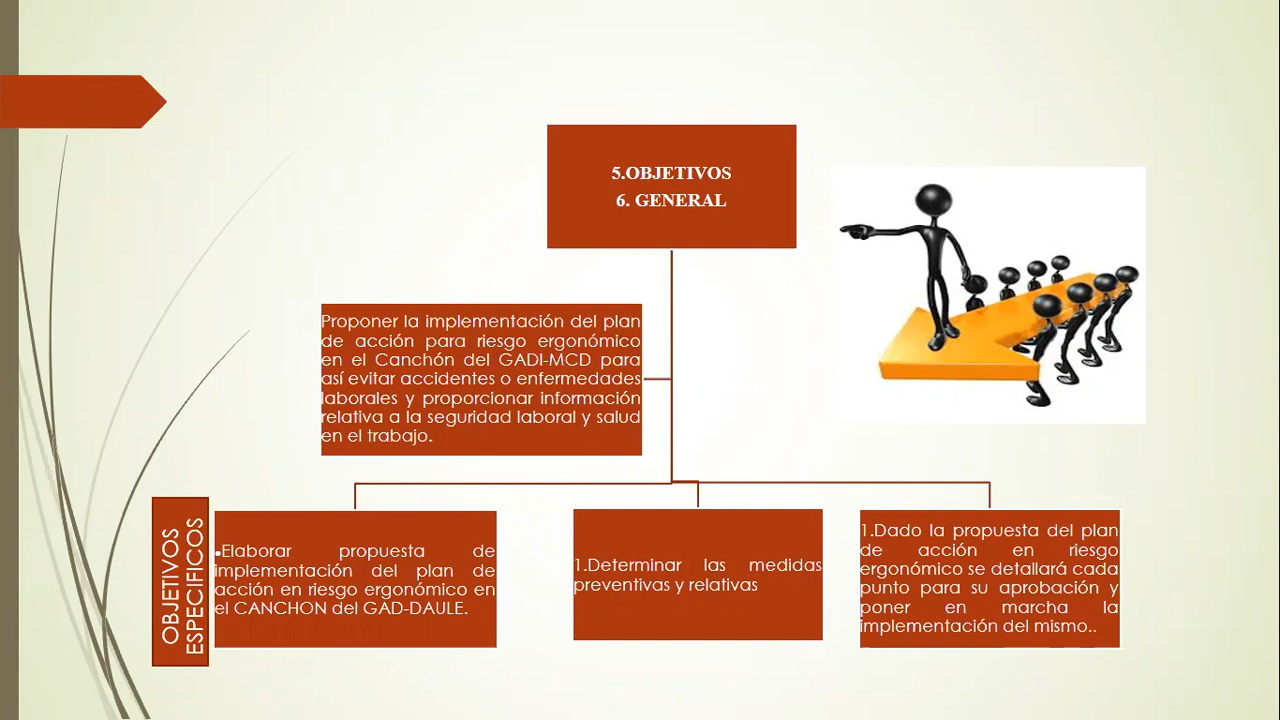 5.OBJETIVOS
6. GENERAL
Proponer la implementación del plan
de acción para riesgo ergonómico
en el Canchón del GADI-MCD para
así evitar accidentes o enfermedades
laborales y proporcionar información
relativa a la seguridad laboral y salud
en el trabajo.
OBJETIVOS
ESPECIFICOS
•Elaborar propuesta de
implementación del plan de
acción en riesgo ergonómico en
el CANCHON del GAD-DAULE.
1.Determinar las medidas
preventivas y relativas
1.Dado la propuesta del plan
de acción en riesgo
ergonómico se detallará cada
punto para su aprobación y
poner en marcha la
implementación del mismo..